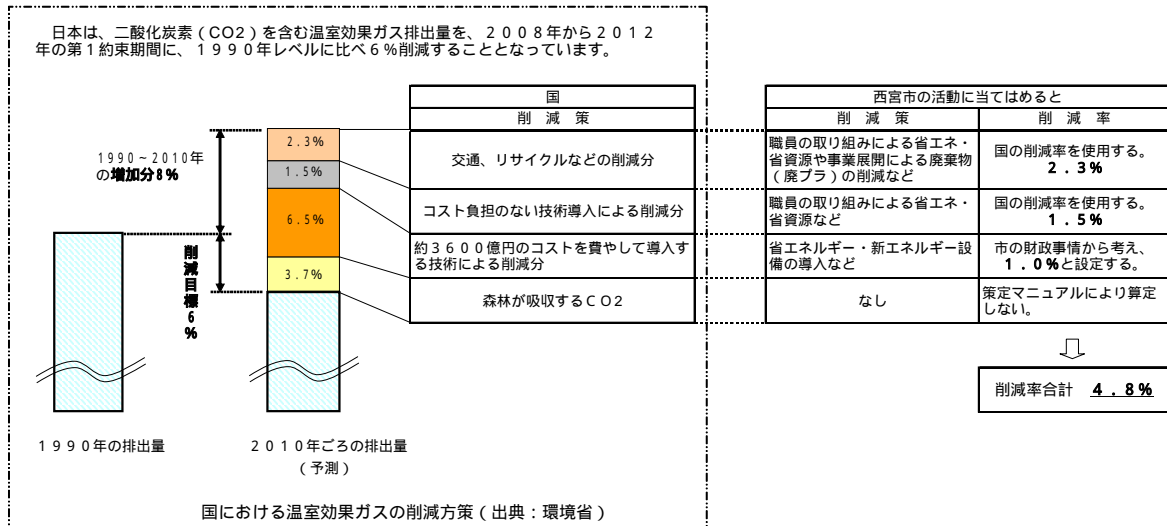 日本は、二酸化炭素（CO2）を含む温室効果ガス排出量を、２００８年から２０１２
年の第１約束期間に、１９９０年レベルに比べ６％削減することとなっています。
国
削　減　策
西宮市の活動に当てはめると
削　減　策
削　減　率
1990～2010年
の増加分8％
削減目標6％
２.３％
１.５％
６.５％
３.７％
交通、リサイクルなどの削減分
職員の取り組みによる省エネ・
省資源や事業展開による廃棄物
（廃プラ）の削減など
国の削減率を使用する。
２．３％
コスト負担のない技術導入による削減分
職員の取り組みによる省エネ・
省資源など
国の削減率を使用する。
１．５％
約３６００億円のコストを費やして導入す
る技術による削減分
省エネルギー・新エネルギー設
備の導入など
市の財政事情から考え、
１．０％と設定する。
森林が吸収するＣＯ２
なし
策定マニュアルにより算定
しない。
削減率合計　４．８％
１９９０年の排出量
２０１０年ごろの排出量
（予測）
国における温室効果ガスの削減方策（出典：環境省）